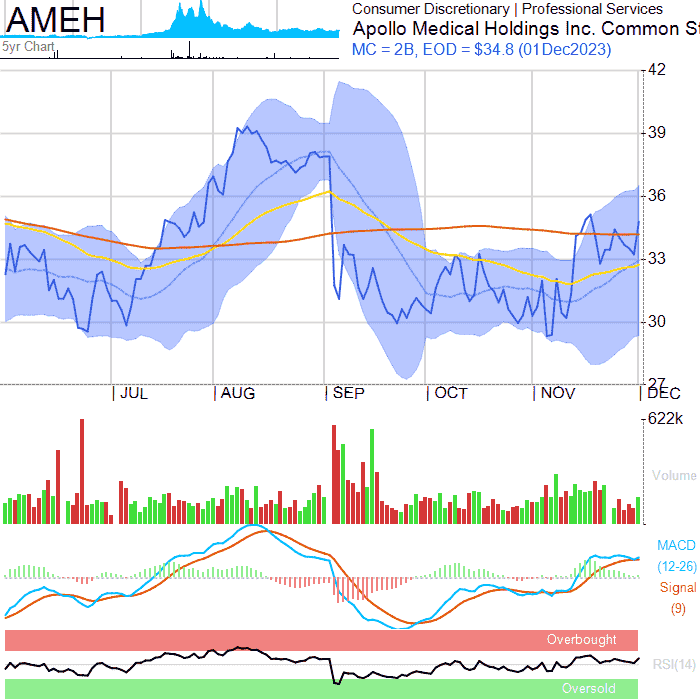 AMEH
Consumer Discretionary | Professional Services
Apollo Medical Holdings Inc. Common St
MC = 2B, EOD = $34.8 (01Dec2023)
5yr Chart
42
39
36
33
30
27
JUL AUG SEP OCT NOV DEC
622k
Volume
MACD
(12-26)
Signal
(9)
Overbought
RSI(14)
Oversold